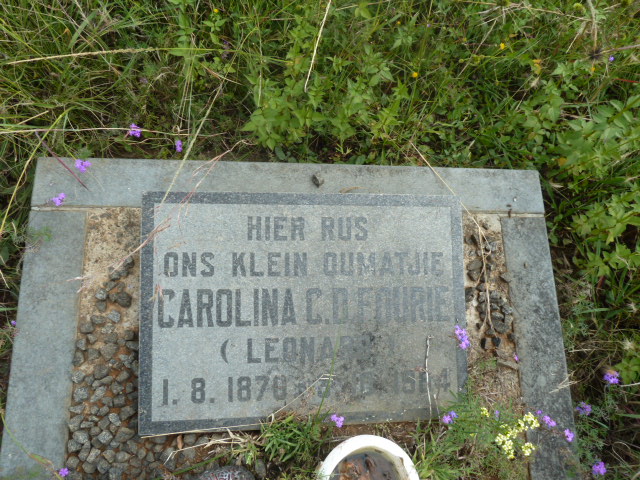 HIER RUS
ONS KLEIN OUMATJIE
CAROLINA C.D. FOURIE
( LEONARD )
1. 8. 1870